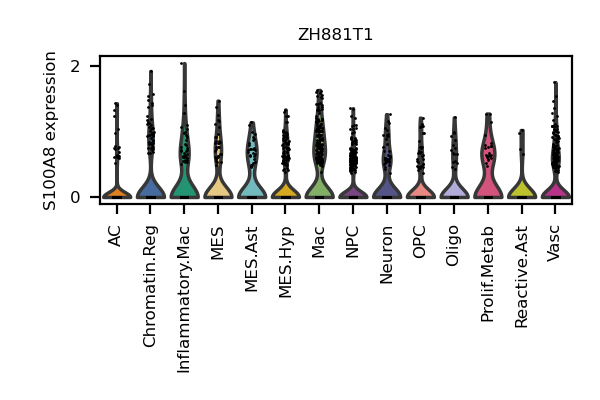 ZH881T1
S100A8 expression
2
0
AC
Chromatin.Reg
Inflammatory.Mac
MES
MES.Ast
MES.Hyp
Mac
NPC
Neuron
OPC
Oligo
Prolif.Metab
Reactive.Ast
Vasc